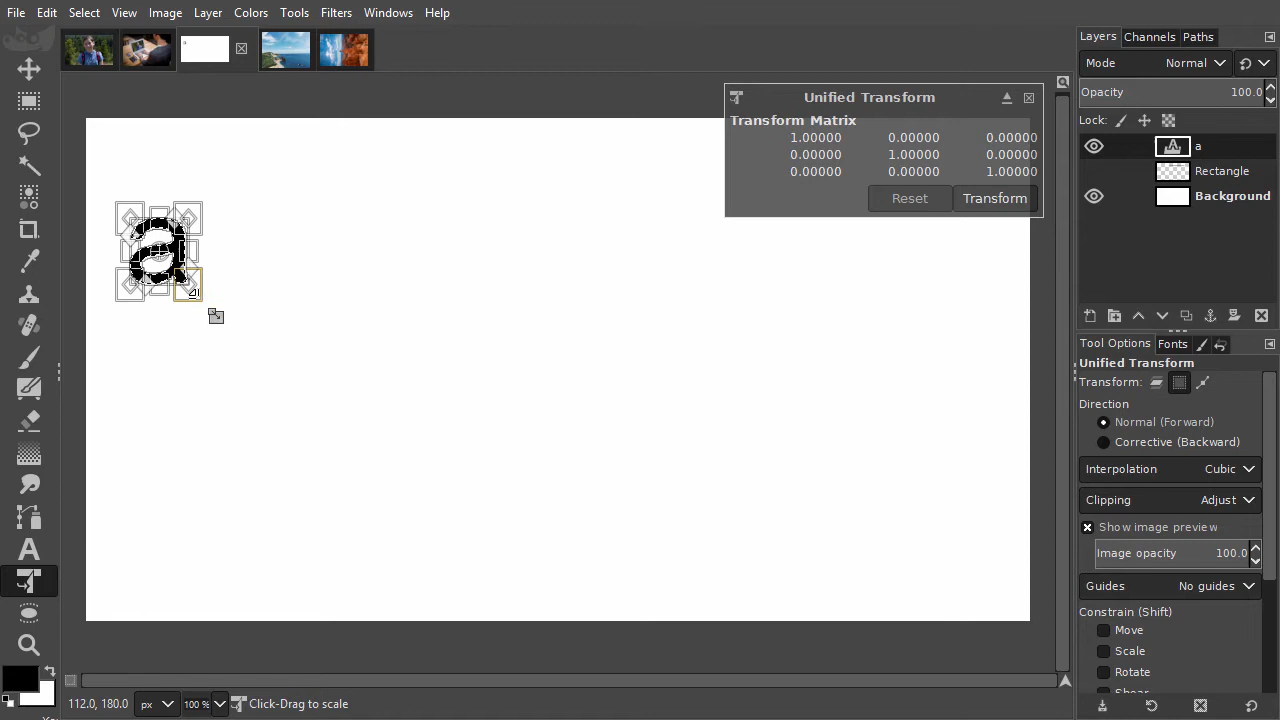 File Edit Select View Image Layer Colors Tools Filters Windows Help
Layers Channels Paths
Mode Normal
Opacity 100.0
Lock:
a
Rectangle
Background
Unified Transform
Transform Matrix
1.00000 0.00000 0.00000
0.00000 1.00000 0.00000
0.00000 0.00000 1.00000
Reset Transform
a
Tool Options Fonts
Unified Transform
Transform:
Direction
Normal (Forward)
Corrective (Backward)
Interpolation Cubic
Clipping Adjust
Show image preview
Image opacity 100.0
Guides No guides
Constrain (Shift)
Move
Scale
Rotate
Shear
112.0, 180.0 px 100 % Click-Drag to scale